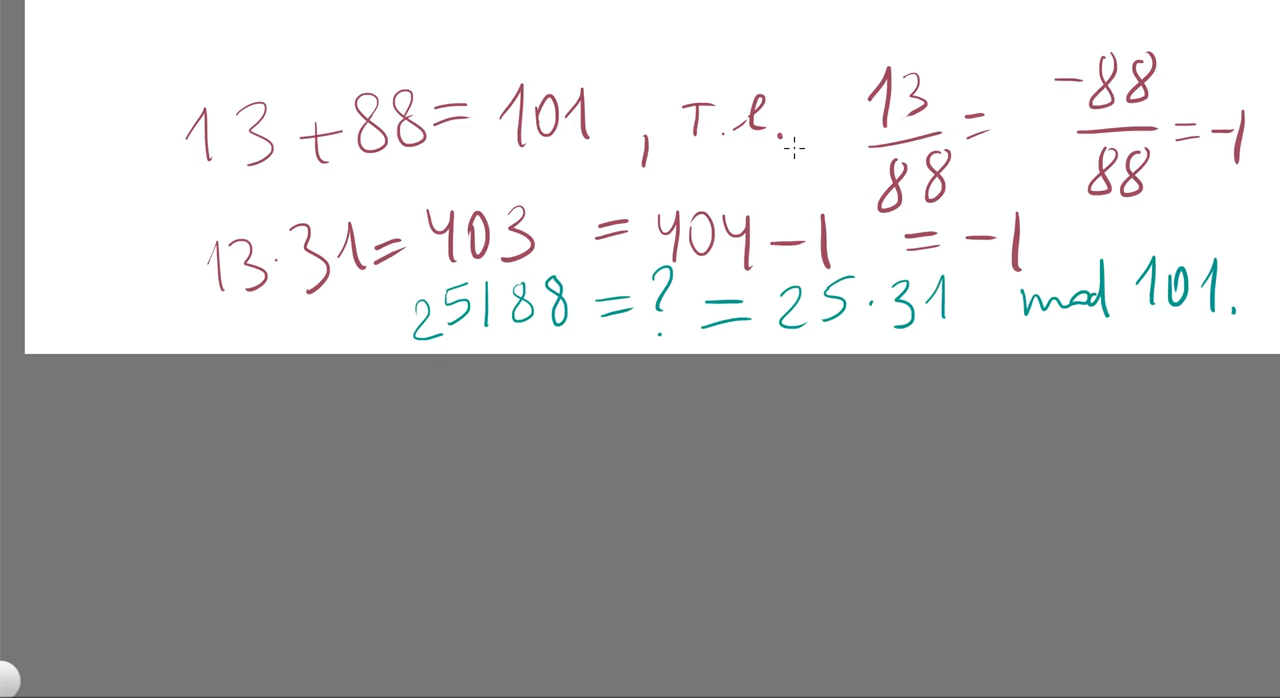 13 + 88 = 101, т.е. 13/88 = -88/88 = -1
13·31 = 403 = 404 - 1 = -1
25|88 = ? = 25·31 mod 101.